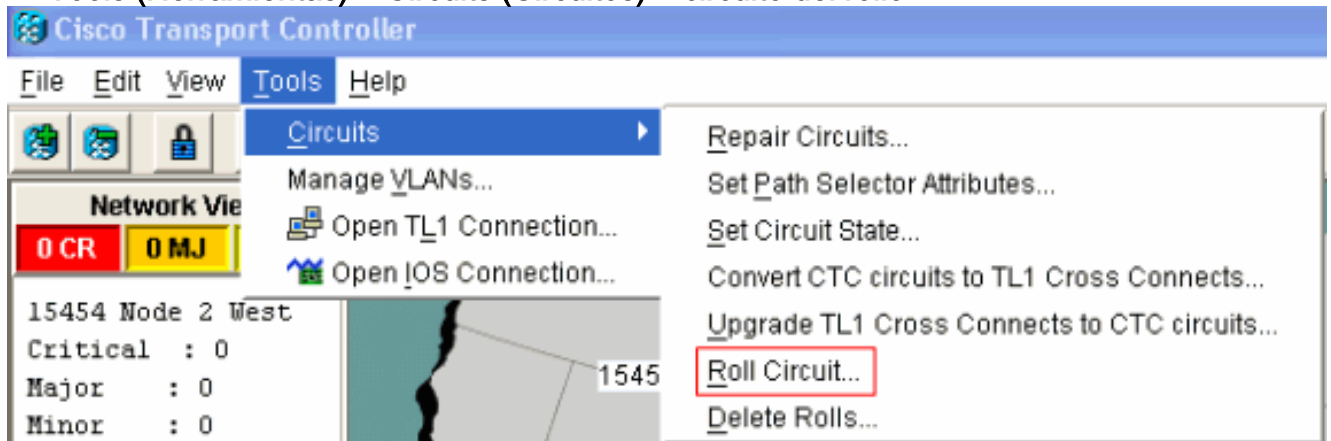 Cisco Transport Controller
File Edit View Tools Help
Circuits
Manage VLANs...
Open TL1 Connection...
Open IOS Connection...
Repair Circuits...
Set Path Selector Attributes...
Set Circuit State...
Convert CTC circuits to TL1 Cross Connects...
Upgrade TL1 Cross Connects to CTC circuits...
Roll Circuit...
Delete Rolls...
Network Vie
0 CR 0 MJ
15454 Node 2 West
Critical : 0
Major : 0
Minor : 0
1545